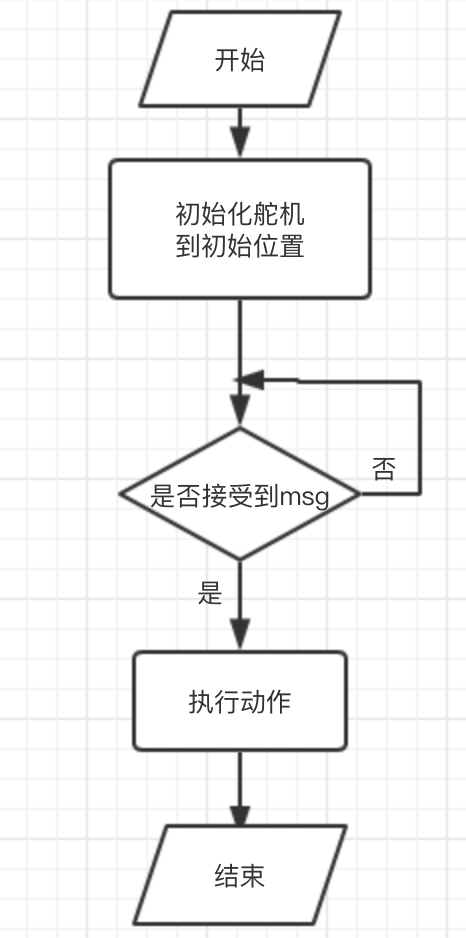 开始
初始化舵机
到初始位置
否
是否接受到msg
是
执行动作
结束